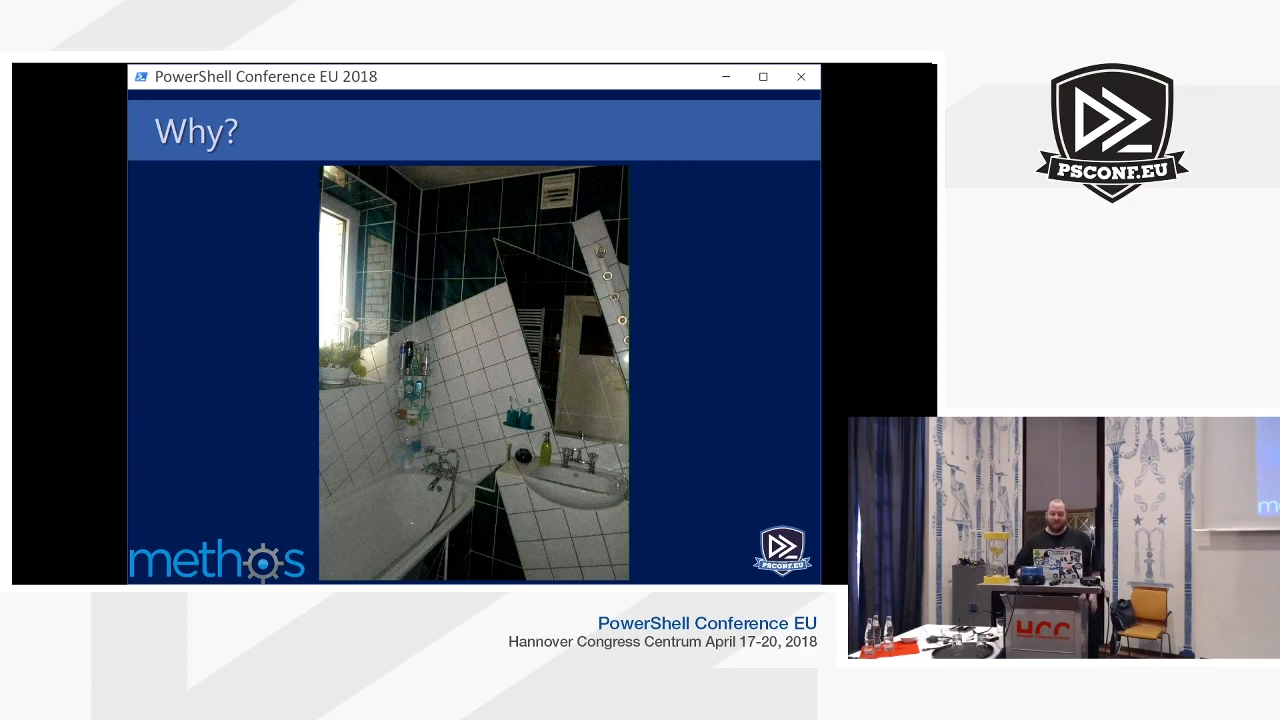 PowerShell Conference EU 2018
Why?
methos
PSCONF.EU
PSCONF.EU
HCC
PowerShell Conference EU
Hannover Congress Centrum April 17-20, 2018